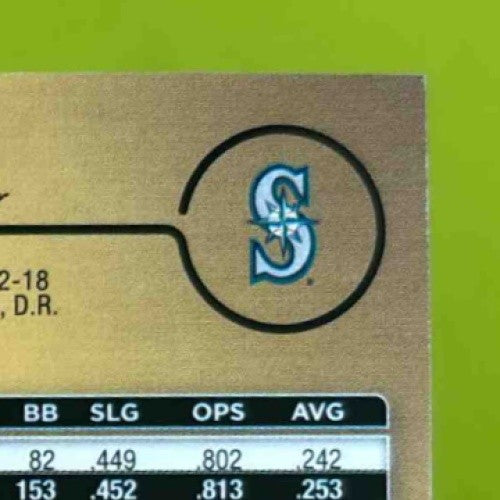 2-18
, D.R.
S
BB SLG OPS AVG
82 .449 .802 .242
153 .452 .813 .253